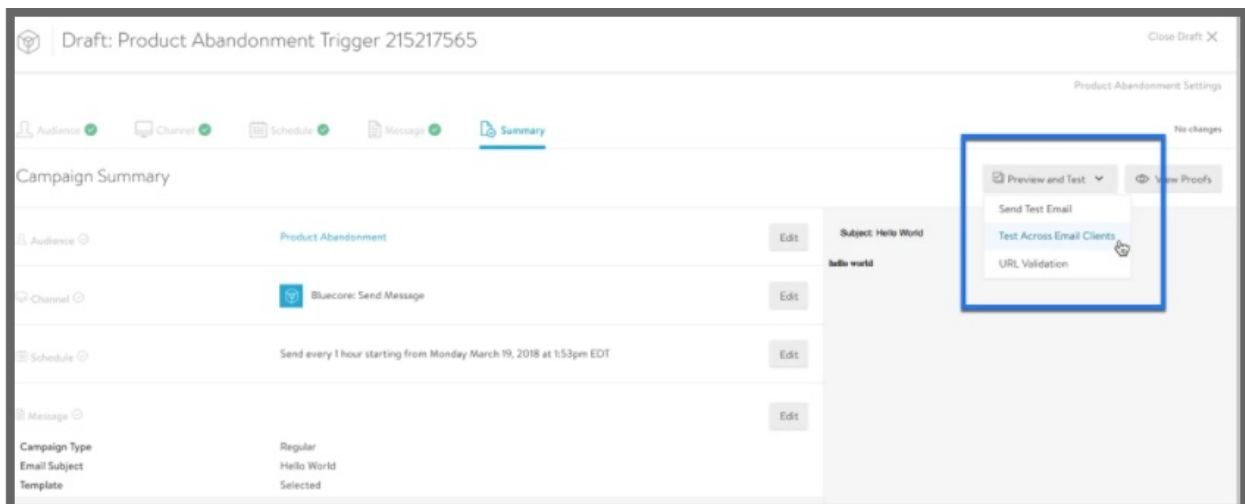 Draft: Product Abandonment Trigger 215217565
Close Draft X
Product Abandonment Settings
Audience
Channel
Schedule
Message
Summary
No changes
Campaign Summary
Preview and Test
View Proofs
Send Test Email
Test Across Email Clients
URL Validation
Audience
Product Abandonment
Edit
Subject: Hello World
hello world
Channel
Bluecore: Send Message
Edit
Schedule
Send every 1 hour starting from Monday March 19, 2018 at 1:53pm EDT
Edit
Message
Edit
Campaign Type
Regular
Email Subject
Hello World
Template
Selected